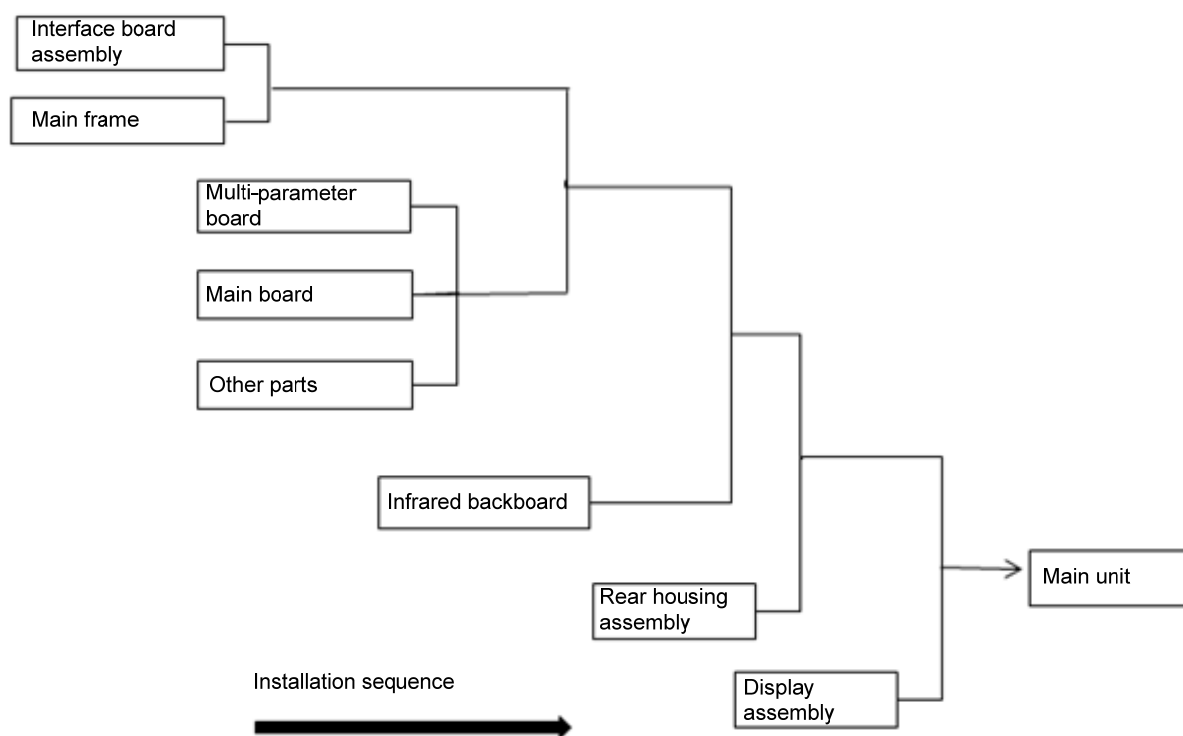 Interface board
assembly
Main frame
Multi-parameter
board
Main board
Other parts
Infrared backboard
Rear housing
assembly
Main unit
Display
assembly
Installation sequence